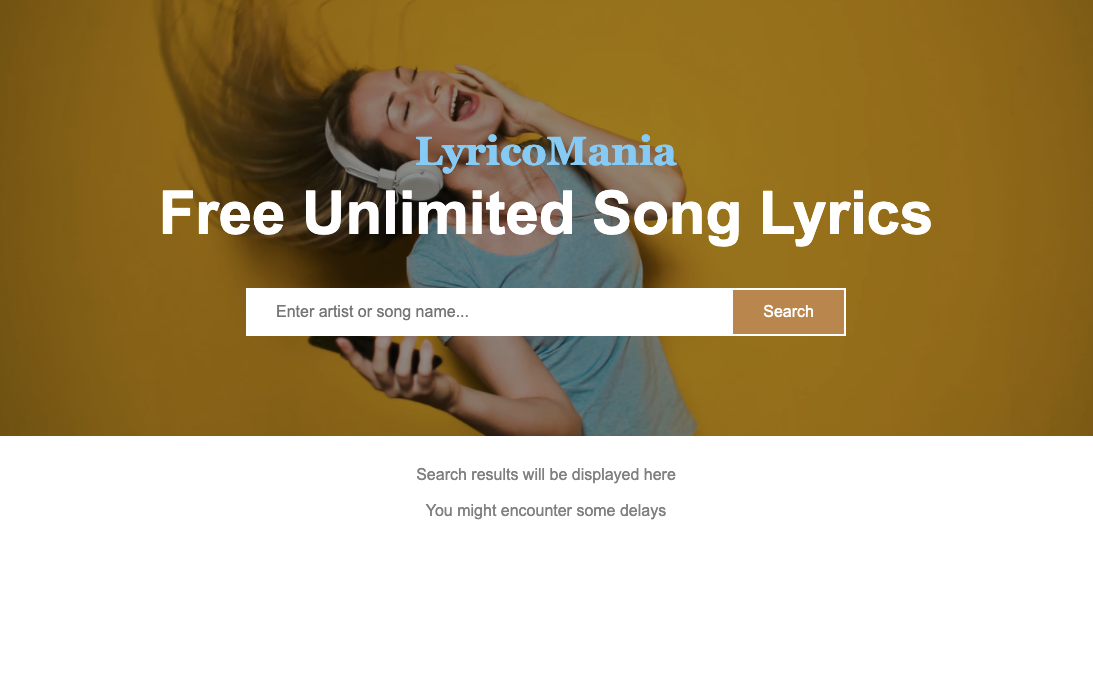 LyricoMania
Free Unlimited Song Lyrics
Enter artist or song name...
Search
Search results will be displayed here
You might encounter some delays